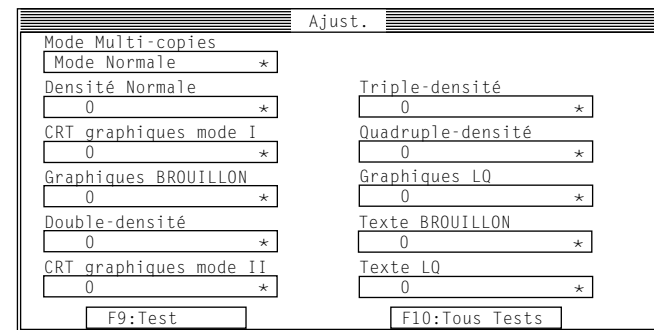 Ajust.
Mode Multi-copies
Mode Normale *
Densité Normale
0 *
CRT graphiques mode I
0 *
Graphiques BROUILLON
0 *
Double-densité
0 *
CRT graphiques mode II
0 *
F9:Test
Triple-densité
0 *
Quadruple-densité
0 *
Graphiques LQ
0 *
Texte BROUILLON
0 *
Texte LQ
0 *
F10:Tous Tests